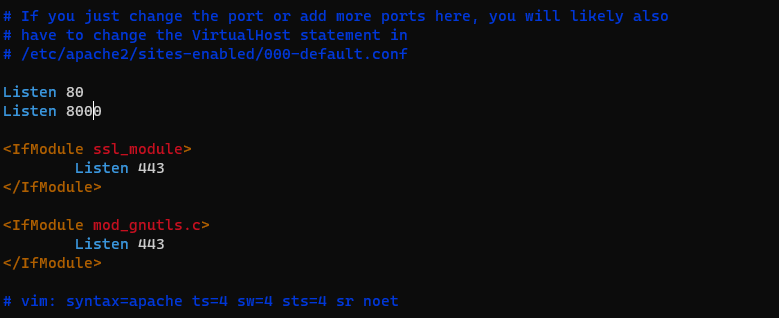 # If you just change the port or add more ports here, you will likely also
# have to change the VirtualHost statement in
# /etc/apache2/sites-enabled/000-default.conf

Listen 80
Listen 8000

<IfModule ssl_module>
        Listen 443
</IfModule>

<IfModule mod_gnutls.c>
        Listen 443
</IfModule>

# vim: syntax=apache ts=4 sw=4 sts=4 sr noet